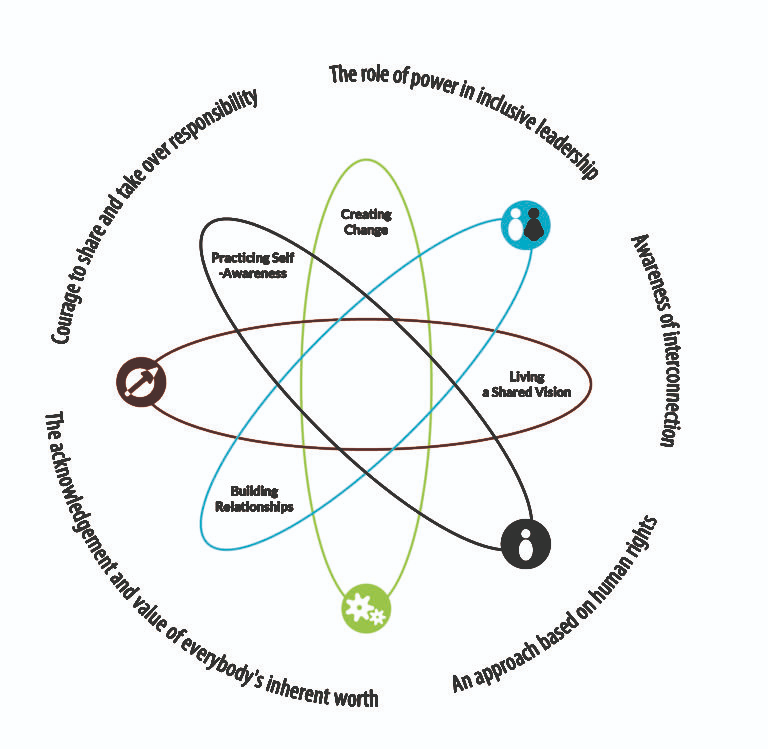 The role of power in inclusive leadership
Courage to share and take over responsibility
Creating
Change
Practicing Self
-Awareness
Awareness of interconnection
Living
a Shared Vision
The acknowledgement and value of everybody's inherent worth
Building
Relationships
An approach based on human rights